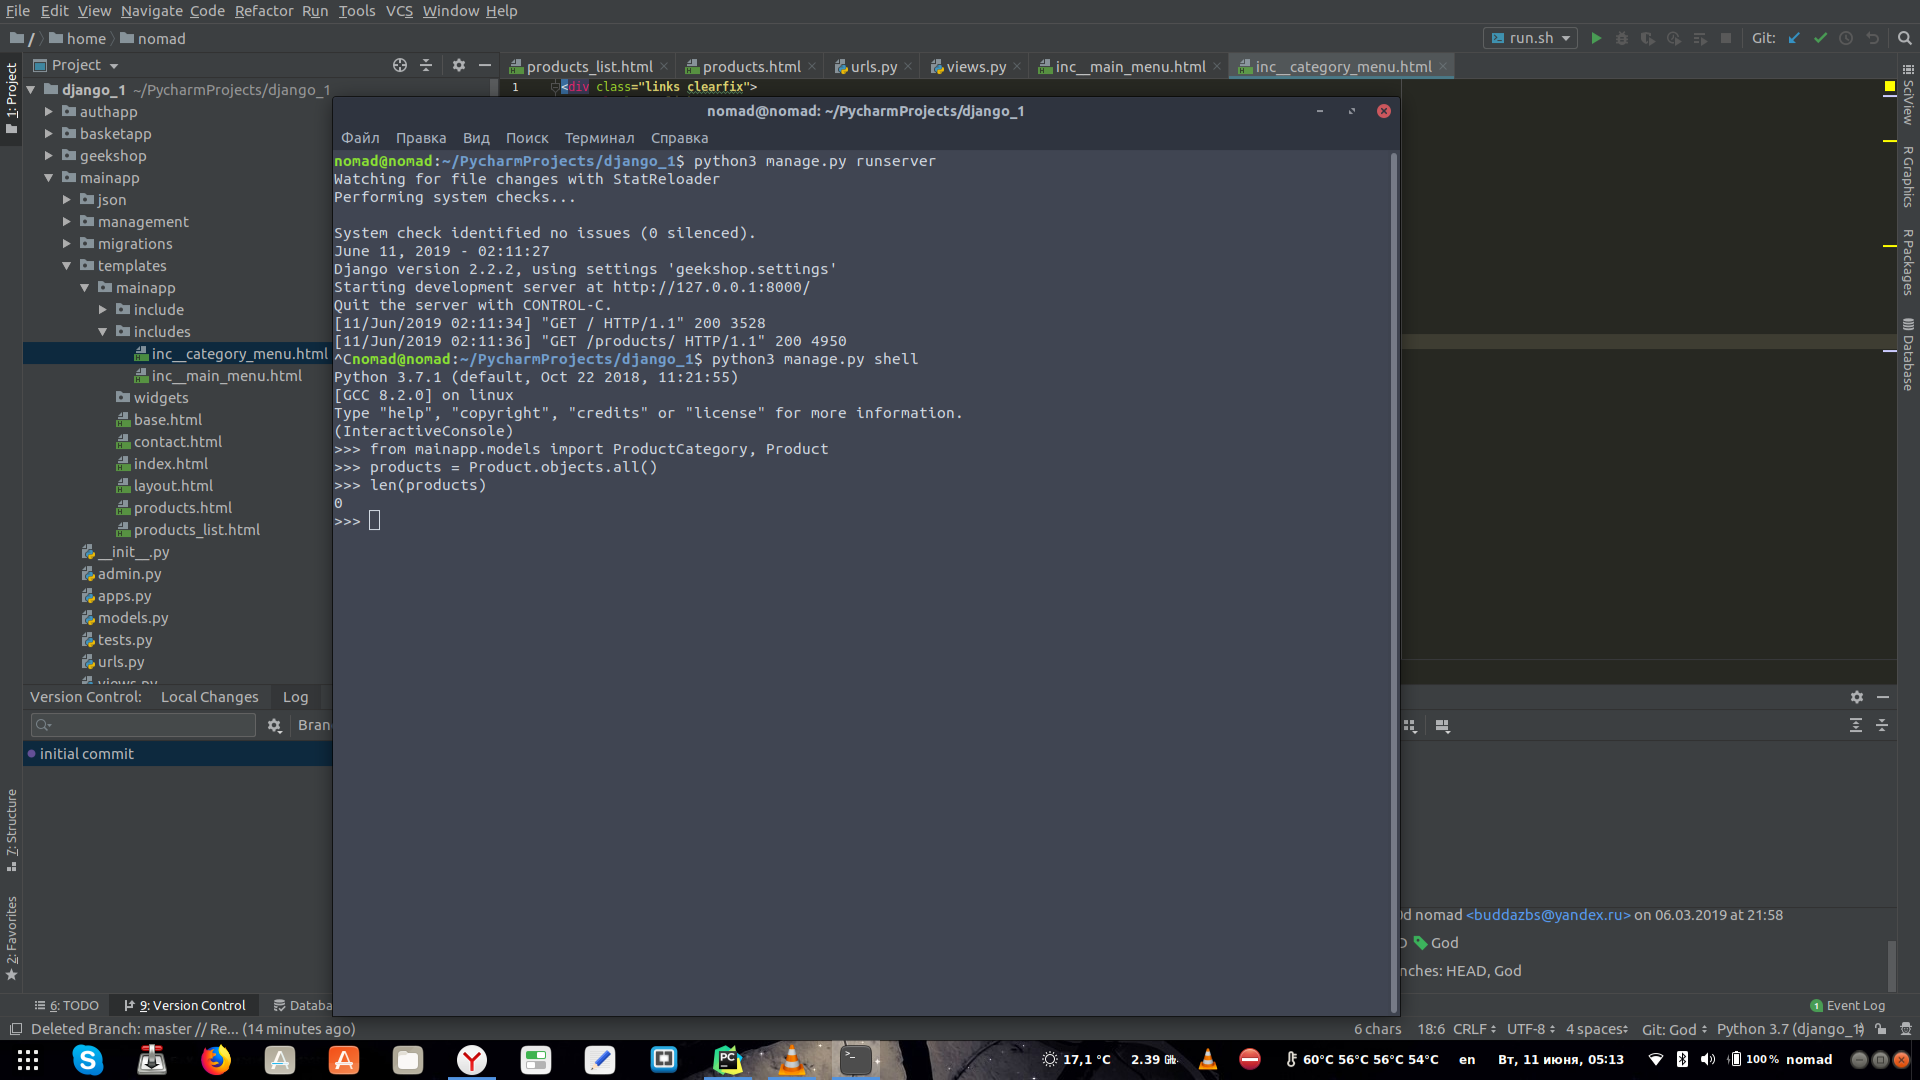 File Edit View Navigate Code Refactor Run Tools VCS Window Help
/ home nomad
run.sh Git:
Project
products_list.html products.html urls.py views.py inc__main_menu.html inc__category_menu.html
1 <div class="links clearfix">
django_1 ~/PycharmProjects/django_1
authapp
basketapp
geekshop
mainapp
json
management
migrations
templates
mainapp
include
includes
inc__category_menu.html
inc__main_menu.html
widgets
base.html
contact.html
index.html
layout.html
products.html
products_list.html
__init__.py
admin.py
apps.py
models.py
tests.py
urls.py
views.py
nomad@nomad: ~/PycharmProjects/django_1
Файл Правка Вид Поиск Терминал Справка
nomad@nomad:~/PycharmProjects/django_1$ python3 manage.py runserver
Watching for file changes with StatReloader
Performing system checks...
System check identified no issues (0 silenced).
June 11, 2019 - 02:11:27
Django version 2.2.2, using settings 'geekshop.settings'
Starting development server at http://127.0.0.1:8000/
Quit the server with CONTROL-C.
[11/Jun/2019 02:11:34] "GET / HTTP/1.1" 200 3528
[11/Jun/2019 02:11:36] "GET /products/ HTTP/1.1" 200 4950
^Cnomad@nomad:~/PycharmProjects/django_1$ python3 manage.py shell
Python 3.7.1 (default, Oct 22 2018, 11:21:55)
[GCC 8.2.0] on linux
Type "help", "copyright", "credits" or "license" for more information.
(InteractiveConsole)
>>> from mainapp.models import ProductCategory, Product
>>> products = Product.objects.all()
>>> len(products)
0
>>>
1: Project
7: Structure
2: Favorites
SciView
R Graphics
R Packages
Database
Version Control: Local Changes Log
Bran
initial commit
0d nomad <buddazbs@yandex.ru> on 06.03.2019 at 21:58
D God
nches: HEAD, God
6: TODO 9: Version Control Databa
1 Event Log
Deleted Branch: master // Re... (14 minutes ago)
6 chars 18:6 CRLF UTF-8 4 spaces Git: God Python 3.7 (django_1)
17,1 °C 2.39 60°C 56°C 56°C 54°C en Вт, 11 июня, 05:13 100 % nomad